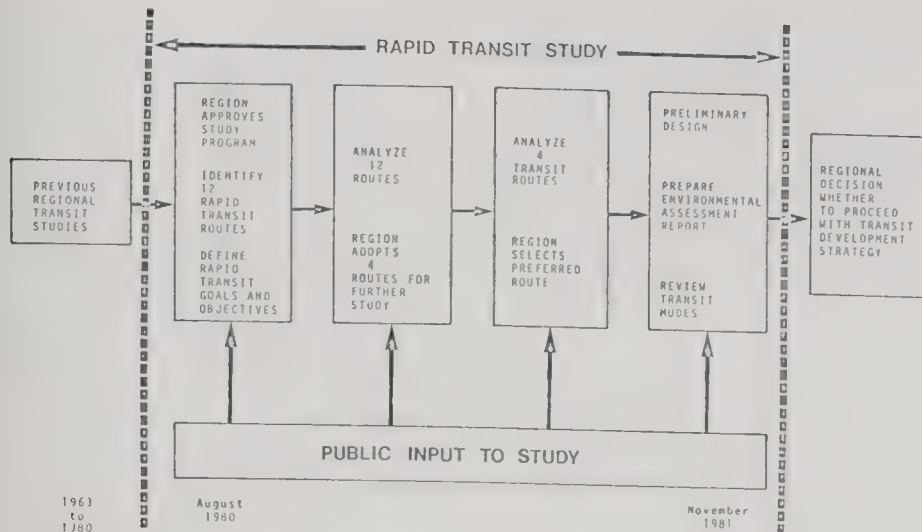 RAPID TRANSIT STUDY
PREVIOUS
REGIONAL
TRANSIT
STUDIES
REGION
APPROVES
STUDY
PROGRAM
IDENTIFY
12
RAPID
TRANSIT
ROUTES
DEFINE
RAPID
TRANSIT
GOALS AND
OBJECTIVES
ANALYZE
12
ROUTES
REGION
ADOPTS
4
ROUTES FOR
FURTHER
STUDY
ANALYZE
4
TRANSIT
ROUTES
REGION
SELECTS
PREFERRED
ROUTE
PRELIMINARY
DESIGN
PREPARE
ENVIRONMENTAL
ASSESSMENT
REPORT
REVIEW
TRANSIT
MODES
REGIONAL
DECISION
WHETHER
TO PROCEED
WITH TRANSIT
DEVELOPMENT
STRATEGY
PUBLIC INPUT TO STUDY
1963
to
1980
August
1980
November
1981